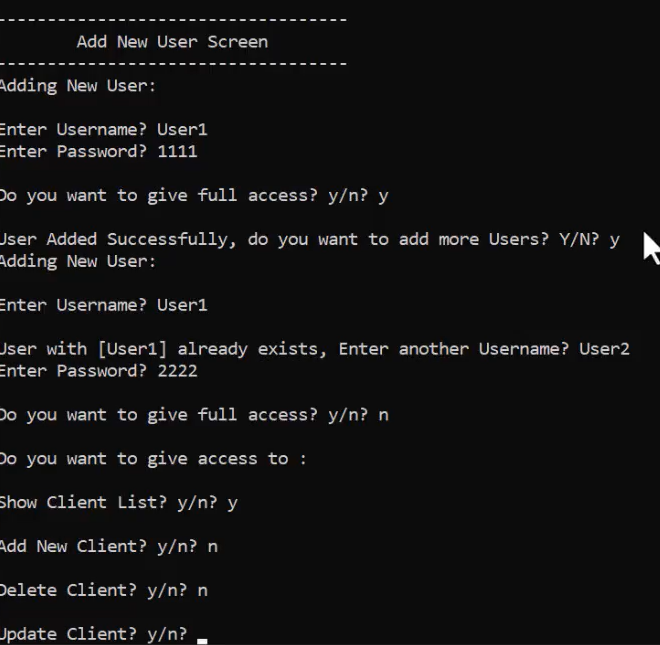 -----------------------------------
Add New User Screen
-----------------------------------
Adding New User:
Enter Username? User1
Enter Password? 1111
Do you want to give full access? y/n? y
User Added Successfully, do you want to add more Users? Y/N? y
Adding New User:
Enter Username? User1
User with [User1] already exists, Enter another Username? User2
Enter Password? 2222
Do you want to give full access? y/n? n
Do you want to give access to :
Show Client List? y/n? y
Add New Client? y/n? n
Delete Client? y/n? n
Update Client? y/n?